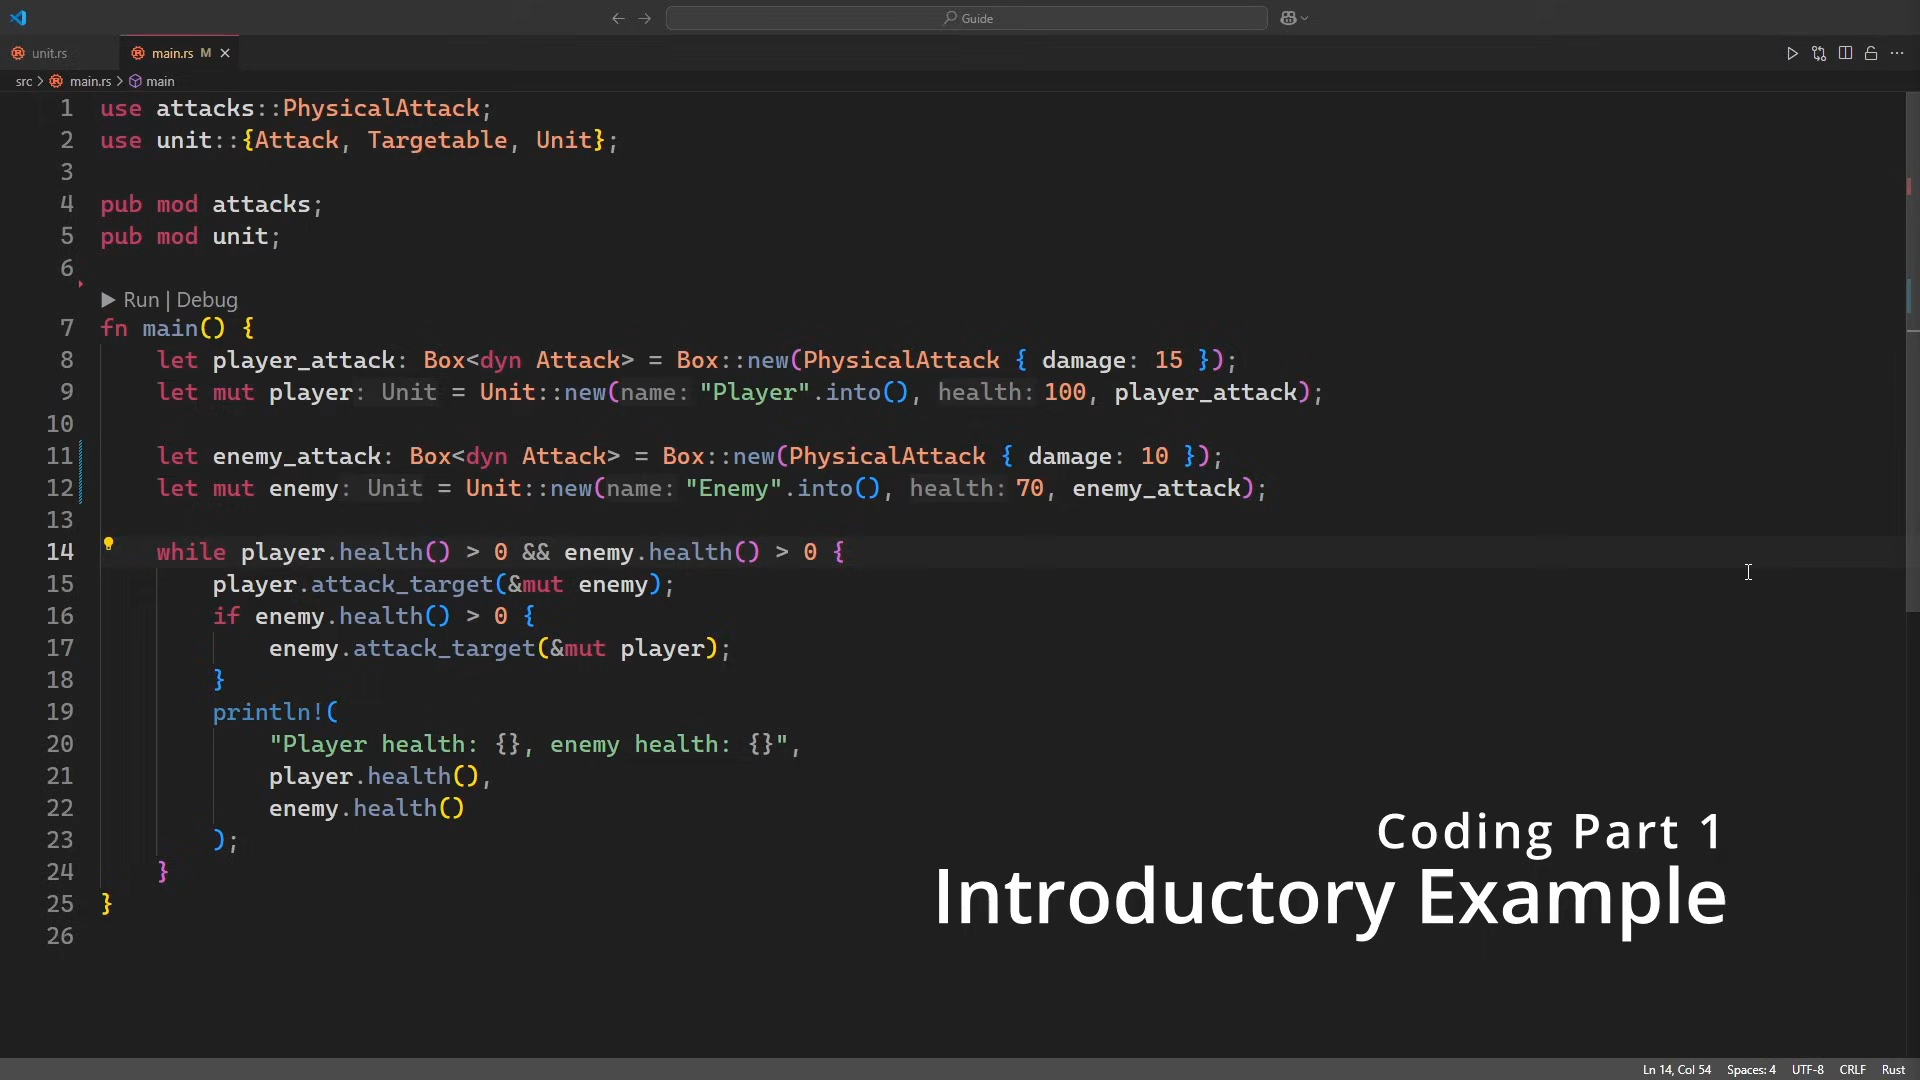 Guide
unit.rs
main.rs M
src > main.rs > main
1 use attacks::PhysicalAttack;
2 use unit::{Attack, Targetable, Unit};
3
4 pub mod attacks;
5 pub mod unit;
6
Run | Debug
7 fn main() {
8 let player_attack: Box<dyn Attack> = Box::new(PhysicalAttack { damage: 15 });
9 let mut player: Unit = Unit::new(name: "Player".into(), health: 100, player_attack);
10
11 let enemy_attack: Box<dyn Attack> = Box::new(PhysicalAttack { damage: 10 });
12 let mut enemy: Unit = Unit::new(name: "Enemy".into(), health: 70, enemy_attack);
13
14 while player.health() > 0 && enemy.health() > 0 {
15 player.attack_target(&mut enemy);
16 if enemy.health() > 0 {
17 enemy.attack_target(&mut player);
18 }
19 println!(
20 "Player health: {}, enemy health: {}",
21 player.health(),
22 enemy.health()
23 );
24 }
25 }
26
Coding Part 1
Introductory Example
Ln 14, Col 54 Spaces: 4 UTF-8 CRLF Rust